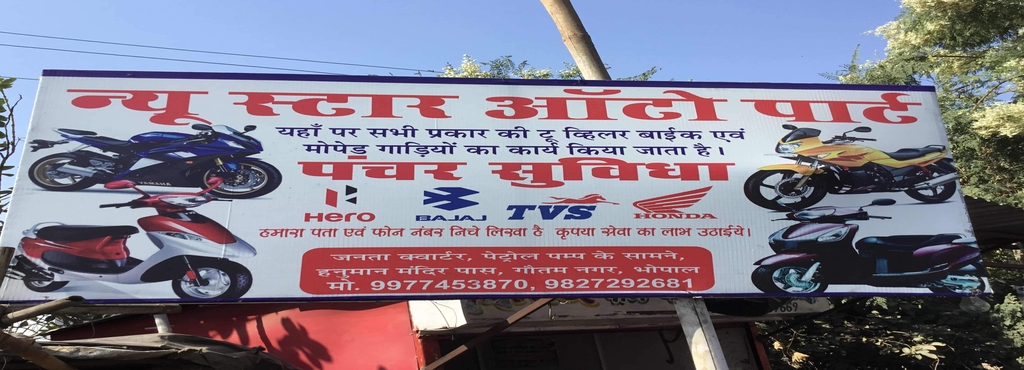 न्यू स्टार ऑटो पार्ट
यहाँ पर सभी प्रकार की टू व्हिलर बाईक एवं
मोपेड गाड़ियों का कार्य किया जाता है।
पंचर सुविधा
YAMAHA
Hero BAJAJ TVS HONDA
हमारा पता एवं फोन नंबर निचे लिखा है कृपया सेवा का लाभ उठाईये।
जनता क्वार्टर, पेट्रोल पम्प के सामने,
हनुमान मंदिर पास, गौतम नगर, भोपाल
मो. 9977453870, 9827292681